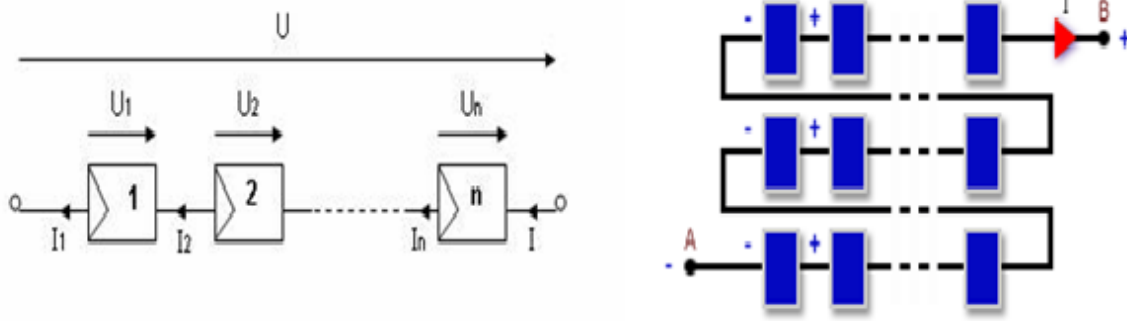 U
U1 U2 Un
1 2 n
I1 I2 In I
I B
- + +
- +
A
- - +